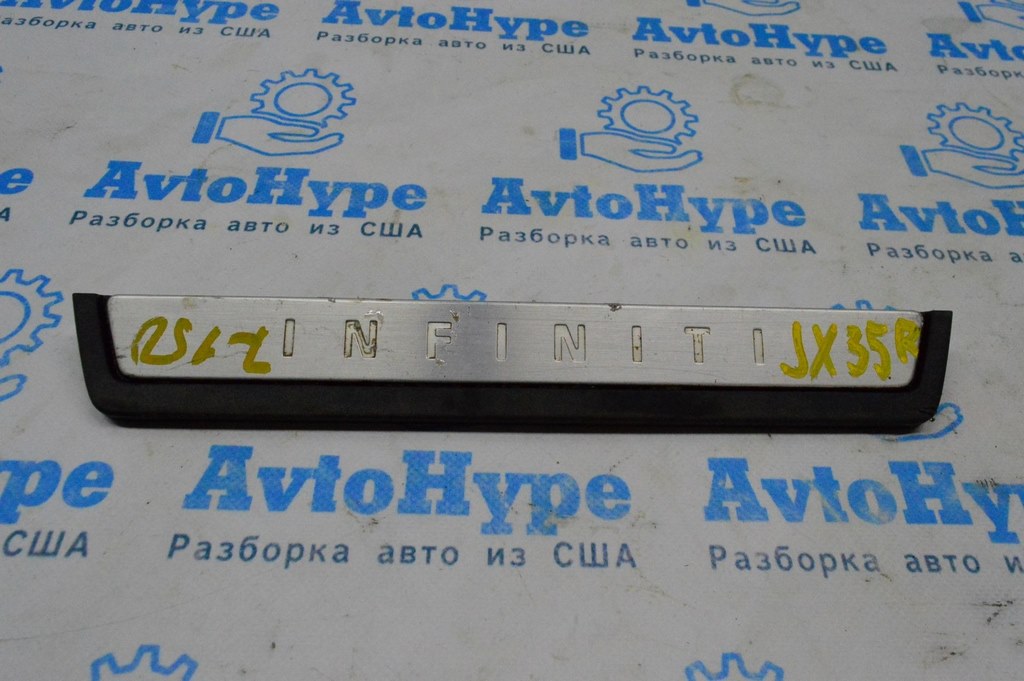 AvtoHype AvtoHype
Разборка авто из США Разборка авто из США Разборка авто из США
AvtoHype AvtoHype
Разборка авто из США Разборка авто из США
INFINITI JX35
AvtoHype
Разборка авто из США
США